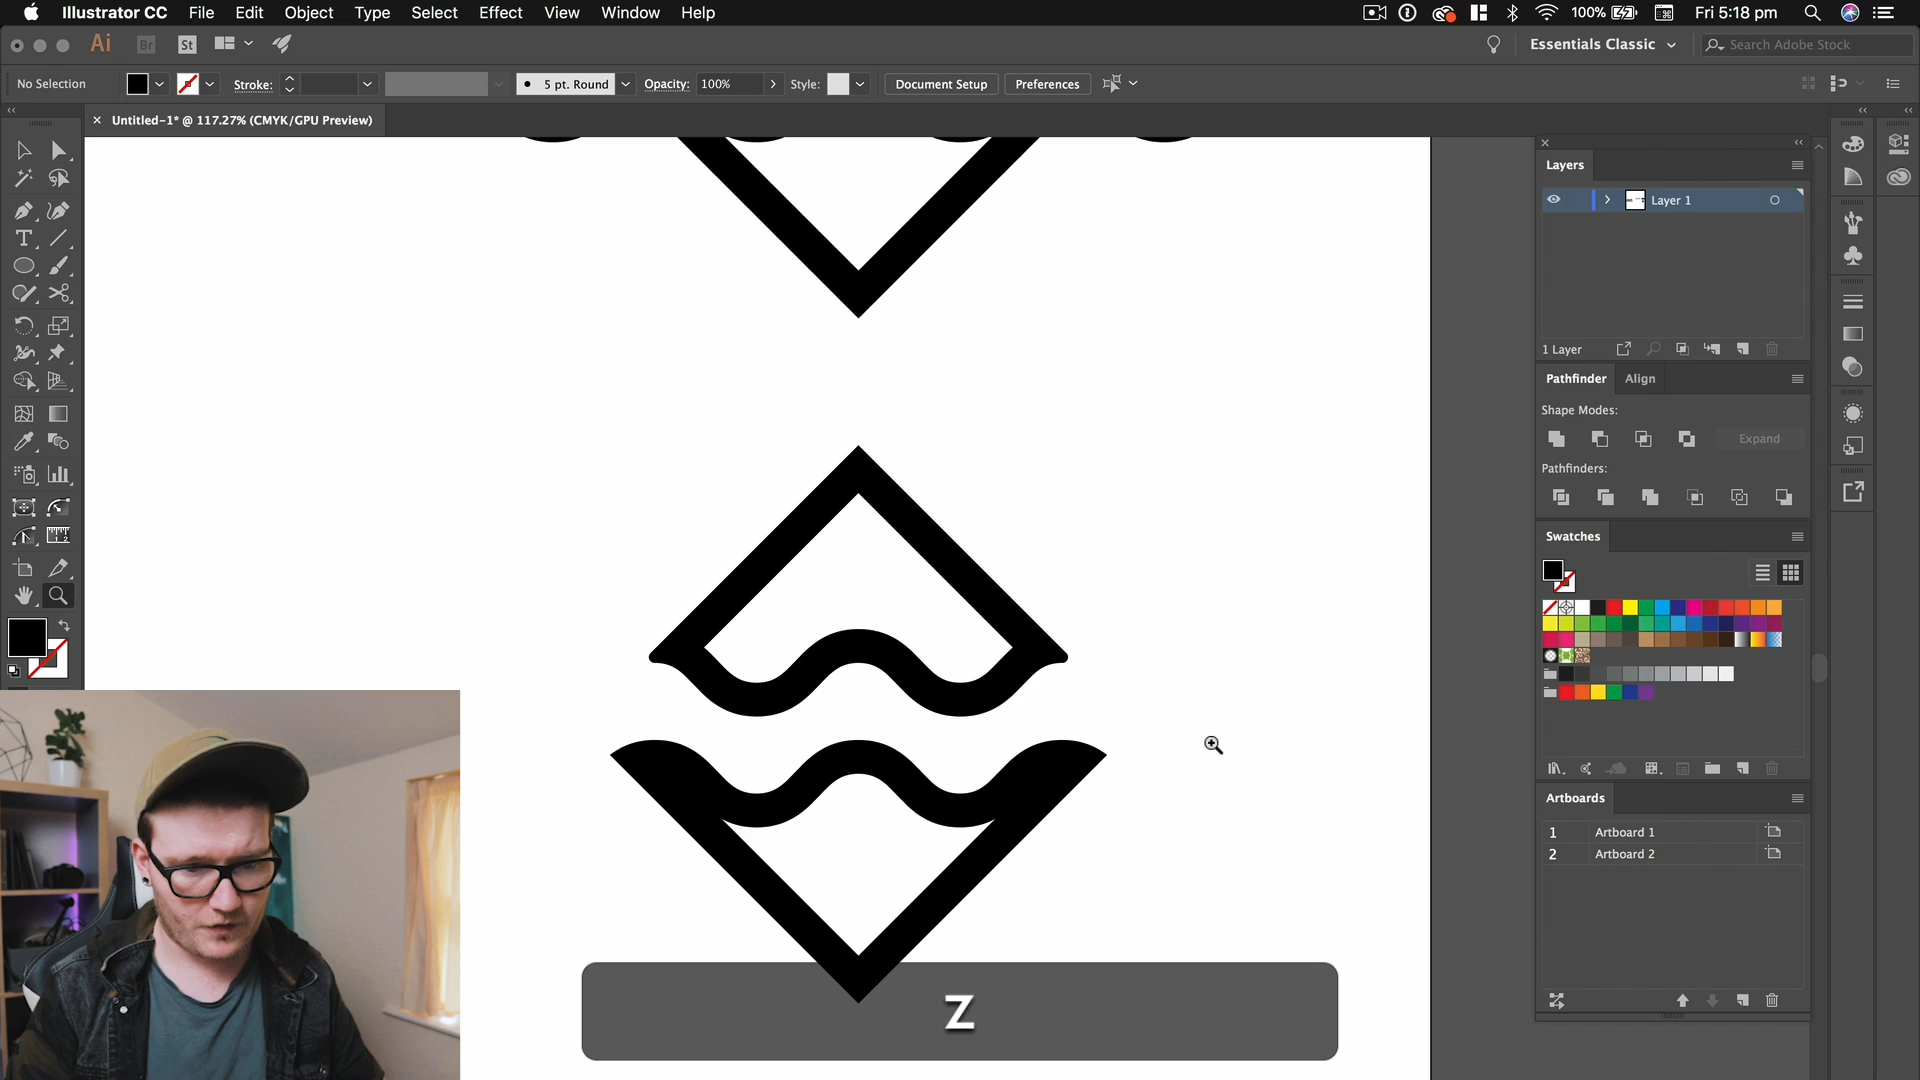 Illustrator CC File Edit Object Type Select Effect View Window Help 100% Fri 5:18 pm
Ai Br St Essentials Classic Search Adobe Stock
No Selection Stroke: 5 pt. Round Opacity: 100% Style: Document Setup Preferences
Untitled-1* @ 117.27% (CMYK/GPU Preview)
Layers
Layer 1
1 Layer
Pathfinder Align
Shape Modes:
Expand
Pathfinders:
Swatches
Artboards
1 Artboard 1
2 Artboard 2
Z